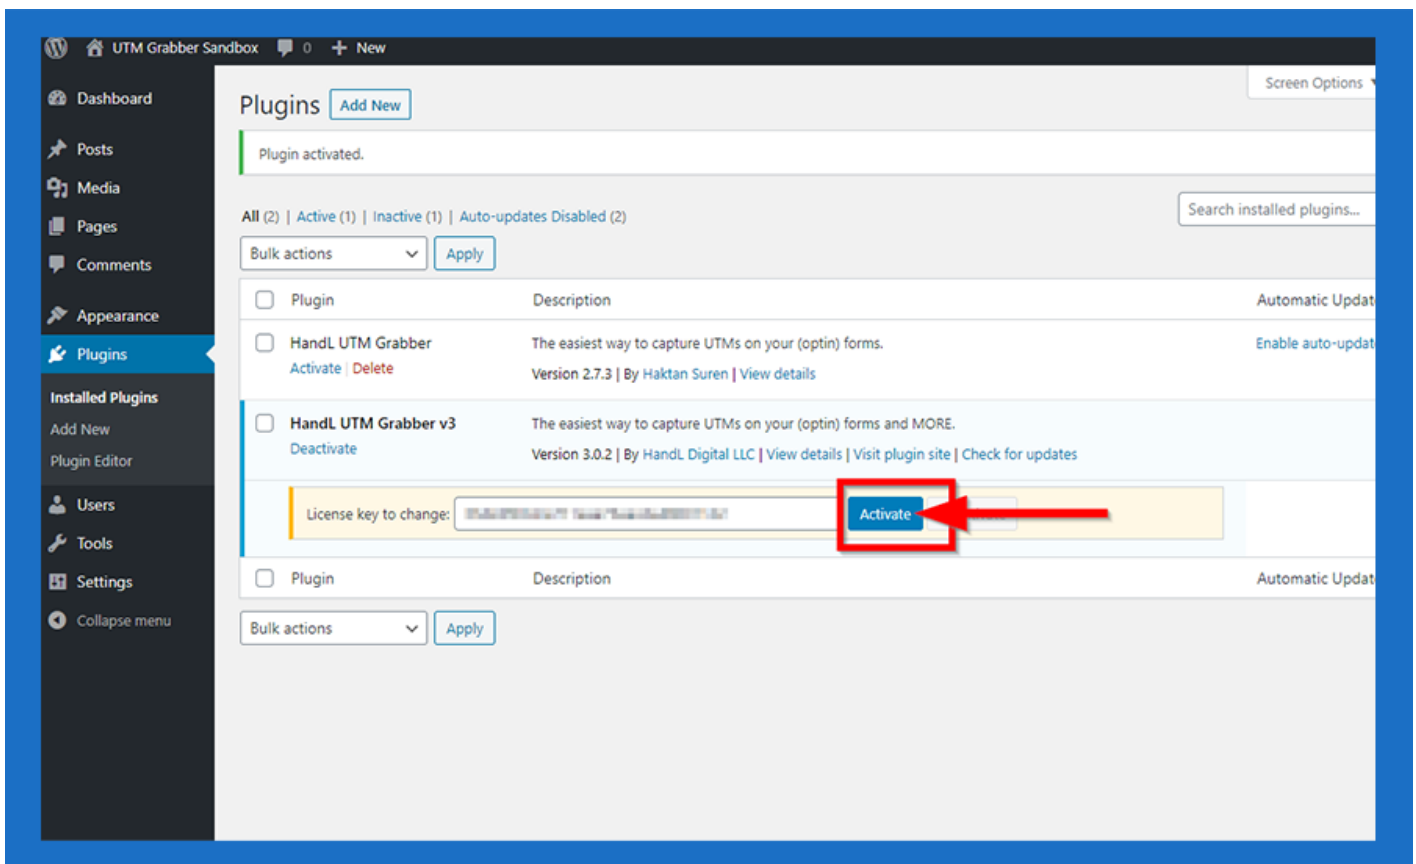 UTM Grabber Sandbox 0 New
Screen Options
Dashboard
Posts
Media
Pages
Comments
Appearance
Plugins
Installed Plugins
Add New
Plugin Editor
Users
Tools
Settings
Collapse menu
Plugins Add New
Plugin activated.
All (2) | Active (1) | Inactive (1) | Auto-updates Disabled (2)
Search installed plugins...
Bulk actions Apply
Plugin Description Automatic Updat
HandL UTM Grabber The easiest way to capture UTMs on your (optin) forms. Enable auto-updat
Activate | Delete Version 2.7.3 | By Haktan Suren | View details
HandL UTM Grabber v3 The easiest way to capture UTMs on your (optin) forms and MORE.
Deactivate Version 3.0.2 | By HandL Digital LLC | View details | Visit plugin site | Check for updates
License key to change: Activate
Plugin Description Automatic Updat
Bulk actions Apply